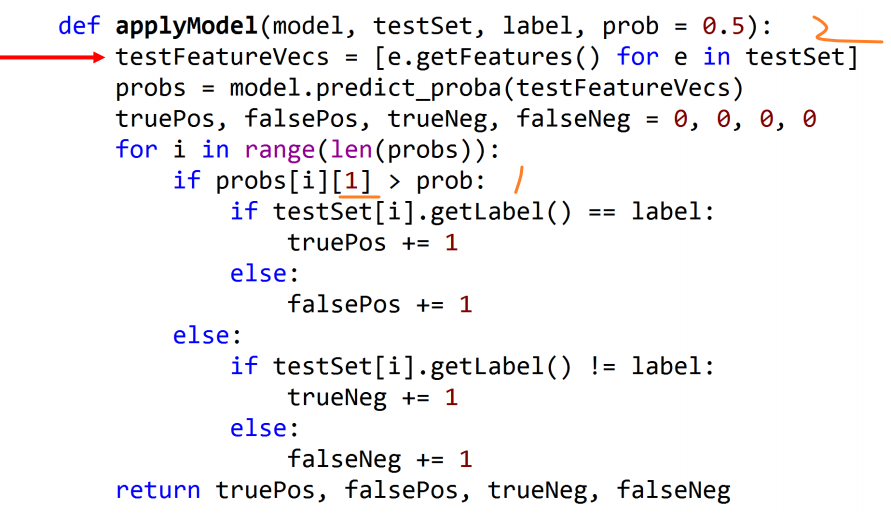 def applyModel(model, testSet, label, prob = 0.5):
    testFeatureVecs = [e.getFeatures() for e in testSet]
    probs = model.predict_proba(testFeatureVecs)
    truePos, falsePos, trueNeg, falseNeg = 0, 0, 0, 0
    for i in range(len(probs)):
        if probs[i][1] > prob:
            if testSet[i].getLabel() == label:
                truePos += 1
            else:
                falsePos += 1
        else:
            if testSet[i].getLabel() != label:
                trueNeg += 1
            else:
                falseNeg += 1
    return truePos, falsePos, trueNeg, falseNeg